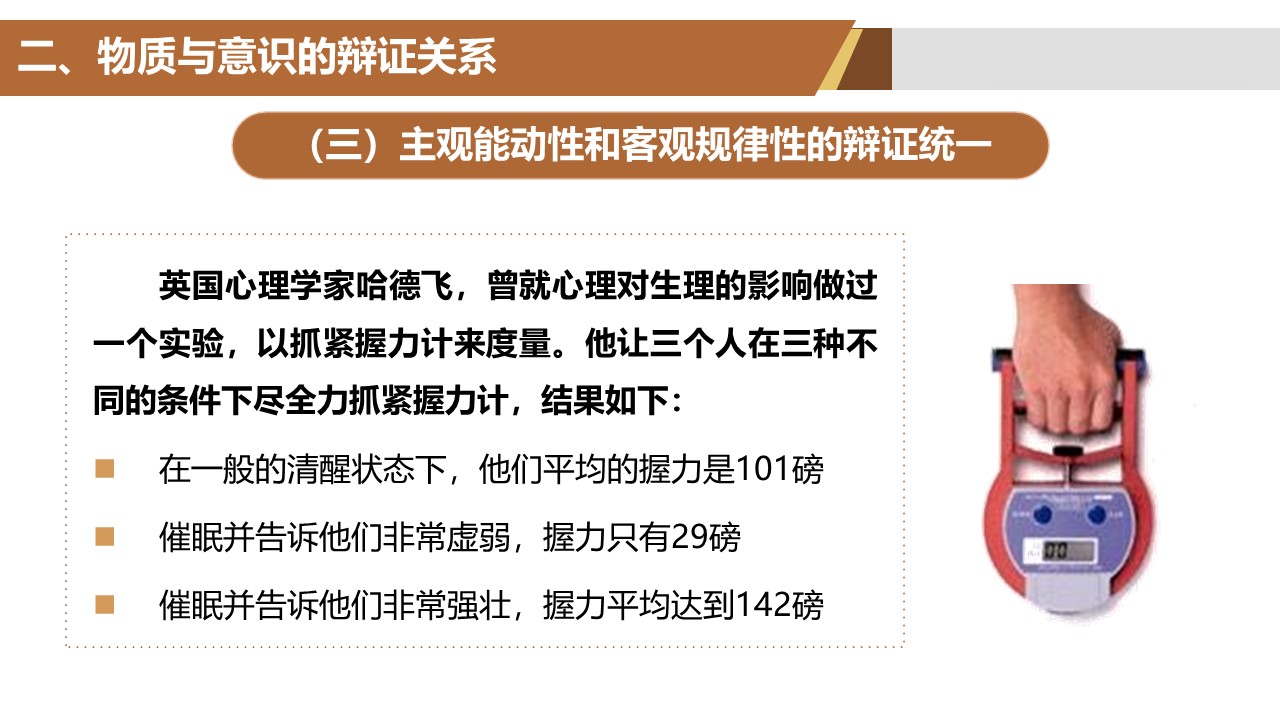 二、物质与意识的辩证关系
（三）主观能动性和客观规律性的辩证统一
英国心理学家哈德飞，曾就心理对生理的影响做过
一个实验，以抓紧握力计来度量。他让三个人在三种不
同的条件下尽全力抓紧握力计，结果如下：
在一般的清醒状态下，他们平均的握力是101磅
催眠并告诉他们非常虚弱，握力只有29磅
催眠并告诉他们非常强壮，握力平均达到142磅